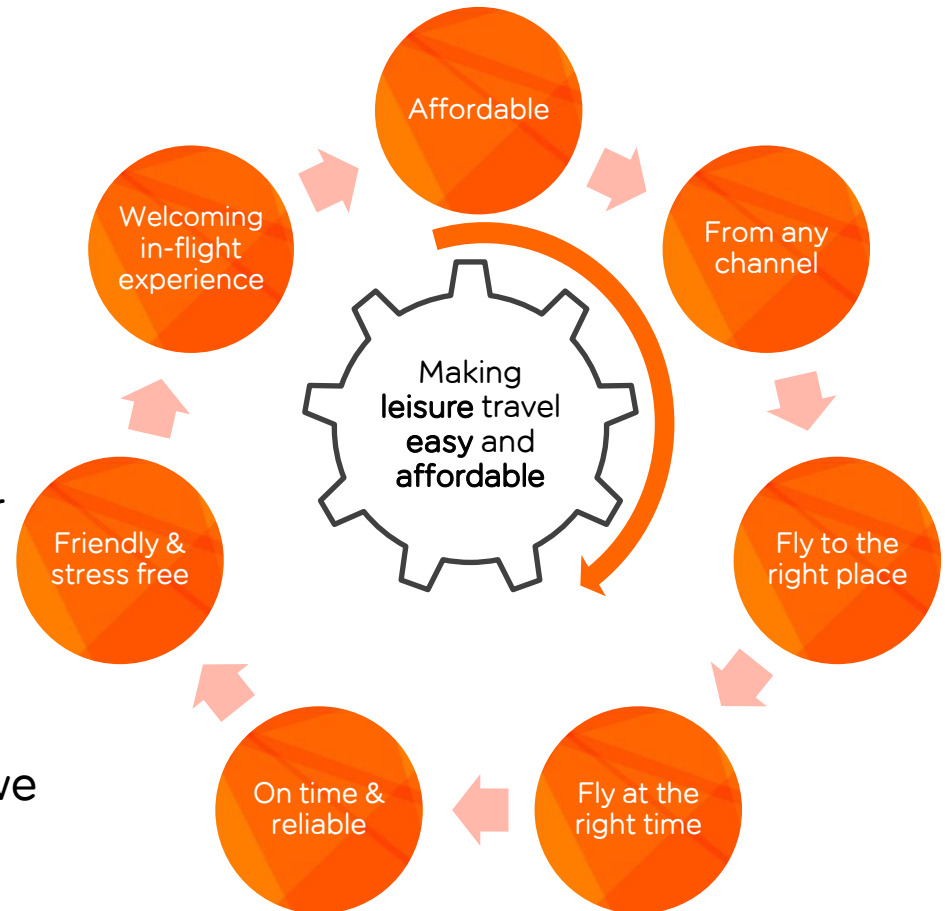 Affordable
From any
channel
Fly to the
right place
Fly at the
right time
On time &
reliable
Friendly &
stress free
Welcoming
in-flight
experience
Making
leisure travel
easy and
affordable